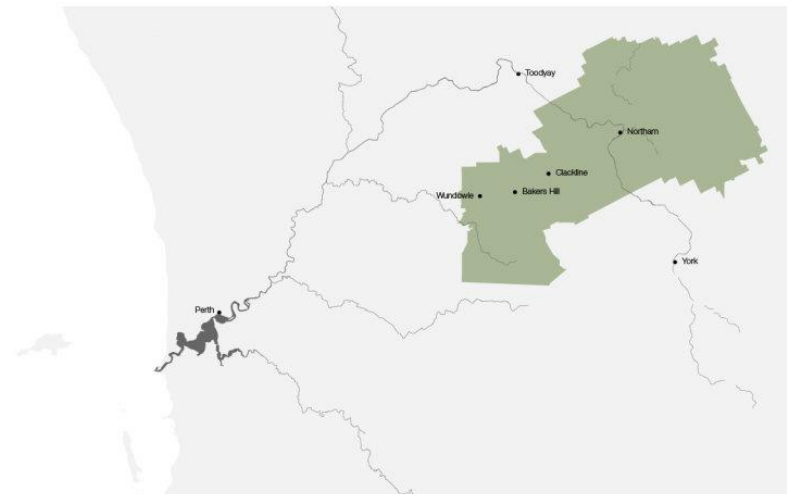 Toodyay
Northam
Clackline
Bakers Hill
Wundowie
York
Perth